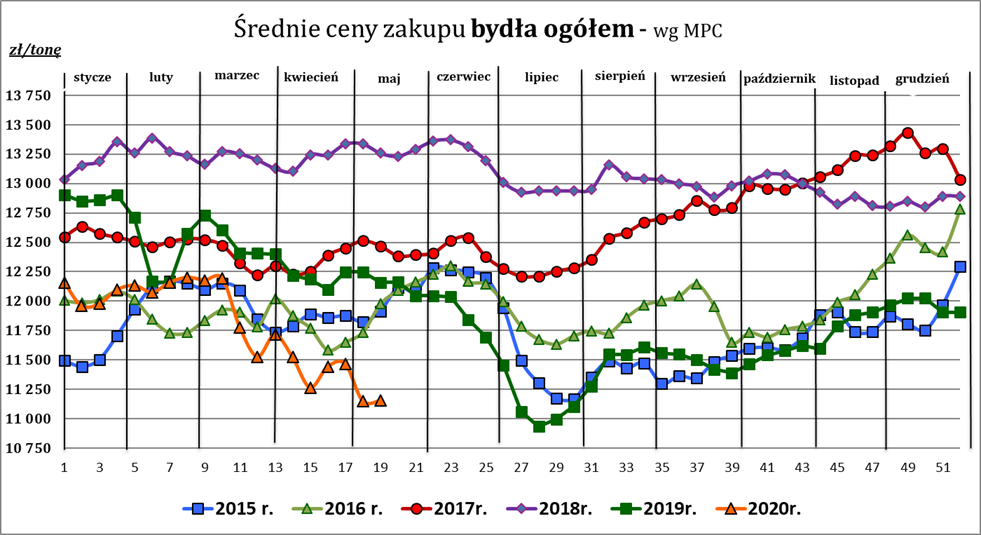 Średnie ceny zakupu bydła ogółem - wg MPC
zł/tonę
stycze luty marzec kwiecień maj czerwiec lipiec sierpień wrzesień październik listopad grudzień
13 750
13 500
13 250
13 000
12 750
12 500
12 250
12 000
11 750
11 500
11 250
11 000
10 750
1 3 5 7 9 11 13 15 17 19 21 23 25 27 29 31 33 35 37 39 41 43 45 47 49 51
2015 r. 2016 r. 2017r. 2018r. 2019r. 2020r.